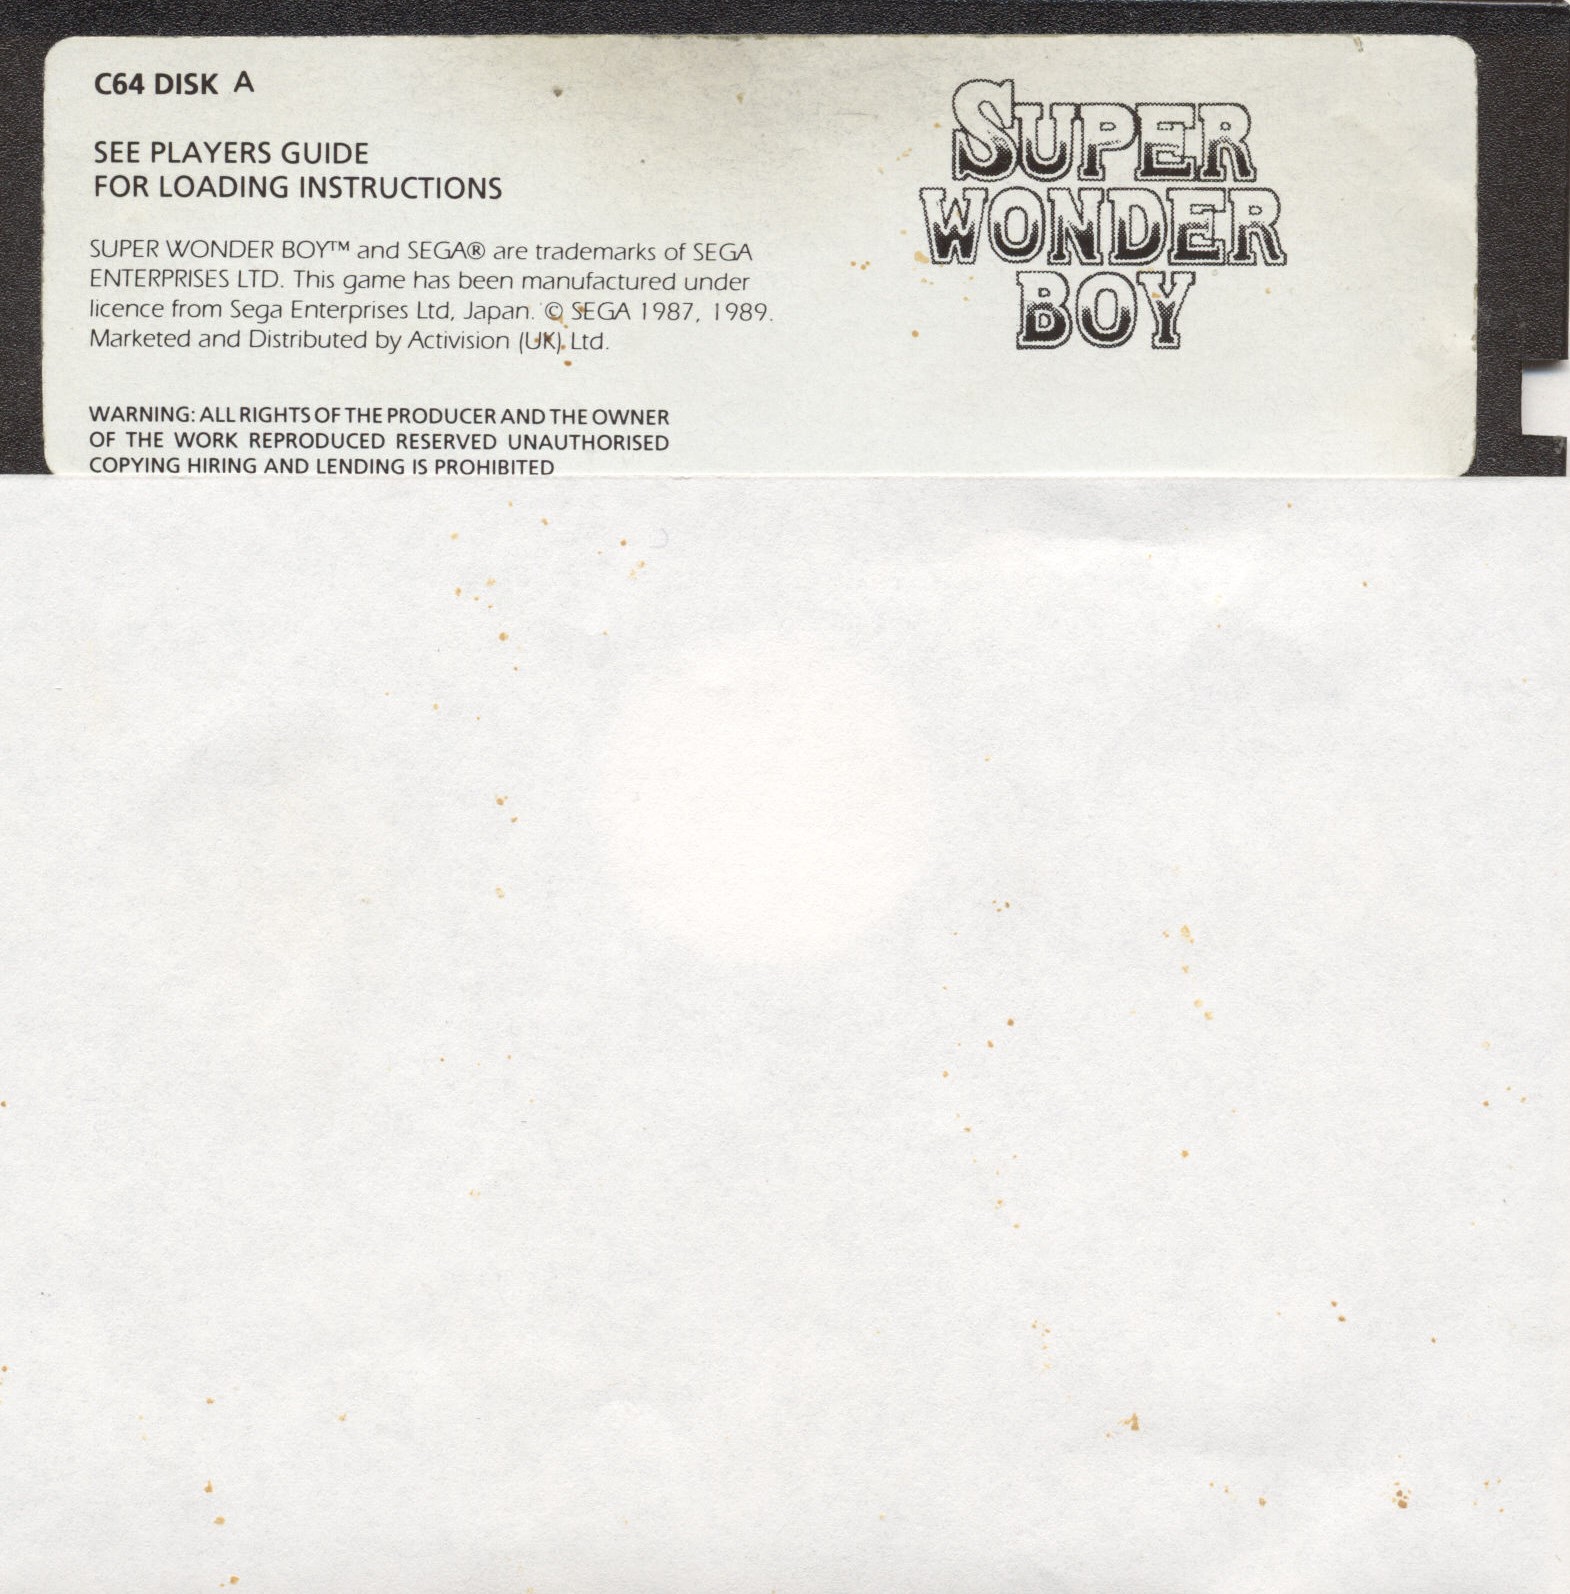 C64 DISK A
SEE PLAYERS GUIDE
FOR LOADING INSTRUCTIONS
SUPER WONDER BOY™ and SEGA® are trademarks of SEGA
ENTERPRISES LTD. This game has been manufactured under
licence from Sega Enterprises Ltd, Japan. © SEGA 1987, 1989.
Marketed and Distributed by Activision (UK) Ltd.
WARNING: ALL RIGHTS OF THE PRODUCER AND THE OWNER
OF THE WORK REPRODUCED RESERVED UNAUTHORISED
COPYING HIRING AND LENDING IS PROHIBITED
SUPER
WONDER
BOY